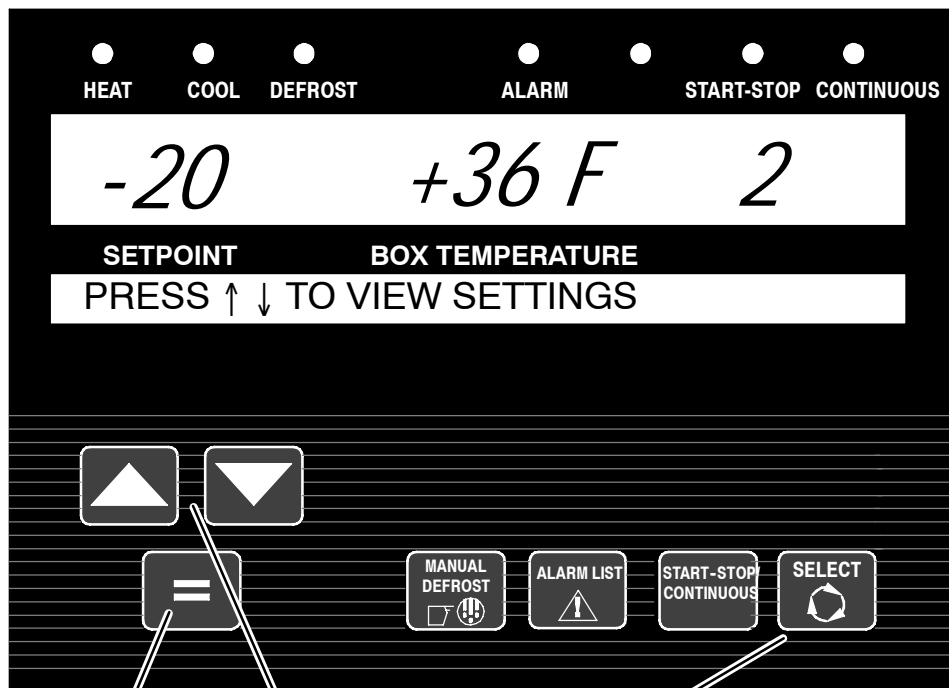 HEAT COOL DEFROST ALARM START-STOP CONTINUOUS
-20 +36 F 2
SETPOINT BOX TEMPERATURE
PRESS ↑ ↓ TO VIEW SETTINGS
=
MANUAL
DEFROST
ALARM LIST
START-STOP/
CONTINUOUS
SELECT